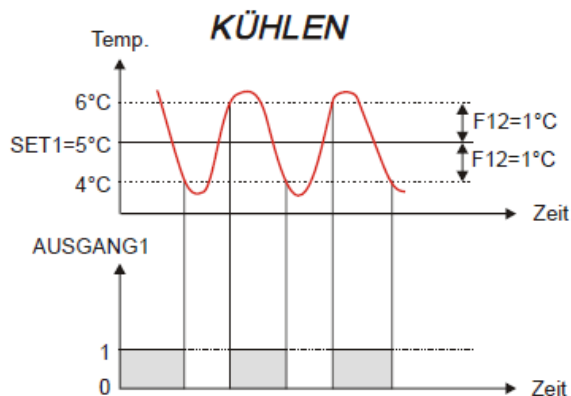 KÜHLEN
Temp.
6°C
F12=1°C
SET1=5°C
F12=1°C
4°C
Zeit
AUSGANG1
1
0
Zeit